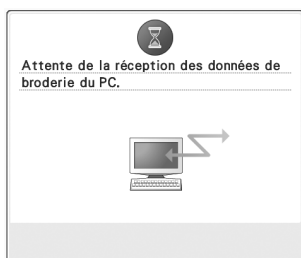 Attente de la réception des données de
broderie du PC.